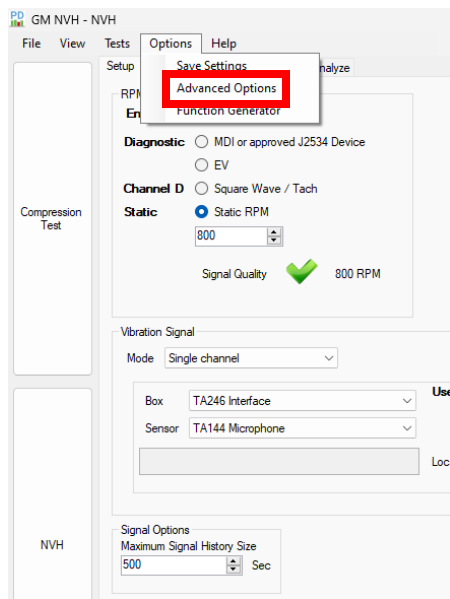 PD GM NVH - NVH
File View Tests Options Help
Setup Save Settings nalyze
RPM Advanced Options
En Function Generator
Diagnostic MDI or approved J2534 Device
EV
Channel D Square Wave / Tach
Static Static RPM
800
Signal Quality 800 RPM
Compression
Test
Vibration Signal
Mode Single channel
Box TA246 Interface Use
Sensor TA144 Microphone
Loc
NVH
Signal Options
Maximum Signal History Size
500 Sec